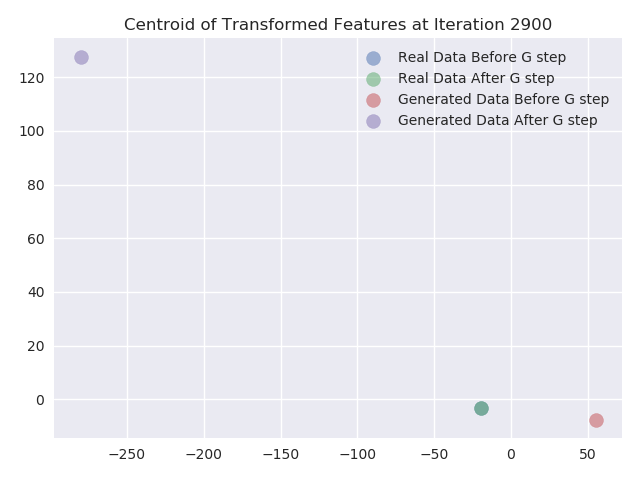 Centroid of Transformed Features at Iteration 2900
Real Data Before G step
Real Data After G step
Generated Data Before G step
Generated Data After G step
120
100
80
60
40
20
0
−250
−200
−150
−100
−50
0
50